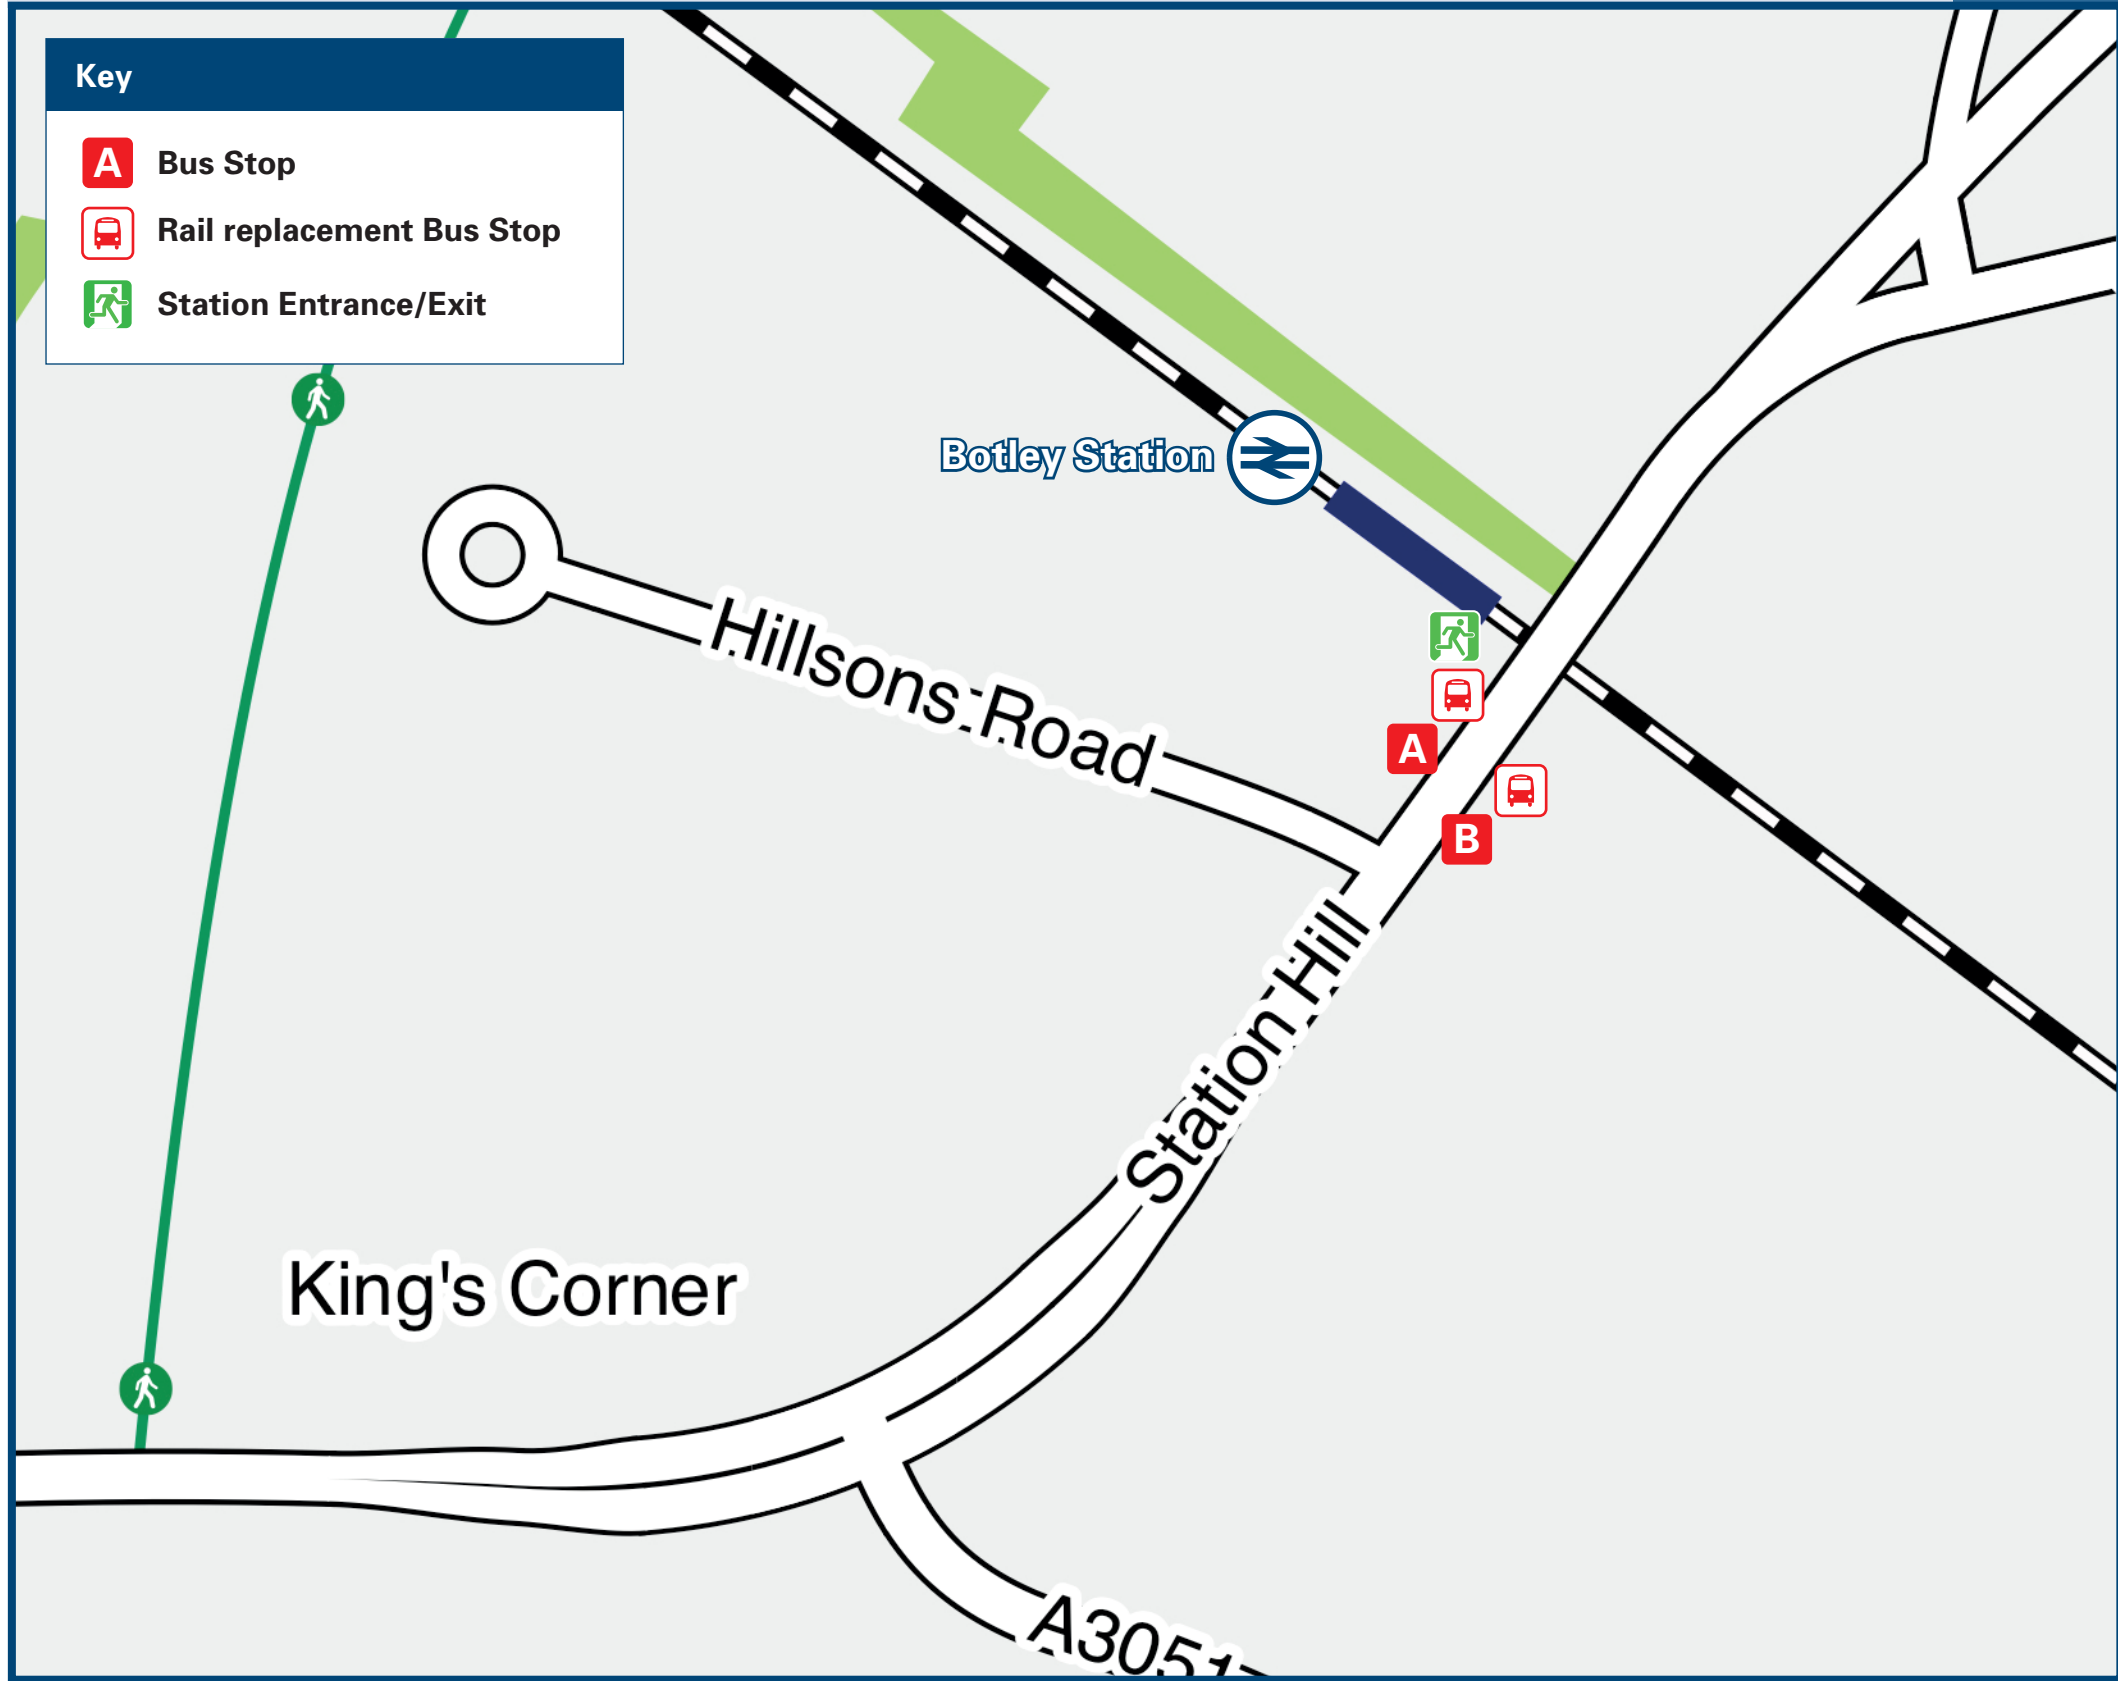 Key
A Bus Stop
Rail replacement Bus Stop
Station Entrance/Exit
Botley Station
Hillsons Road
A
B
Station Hill
King's Corner
A3051